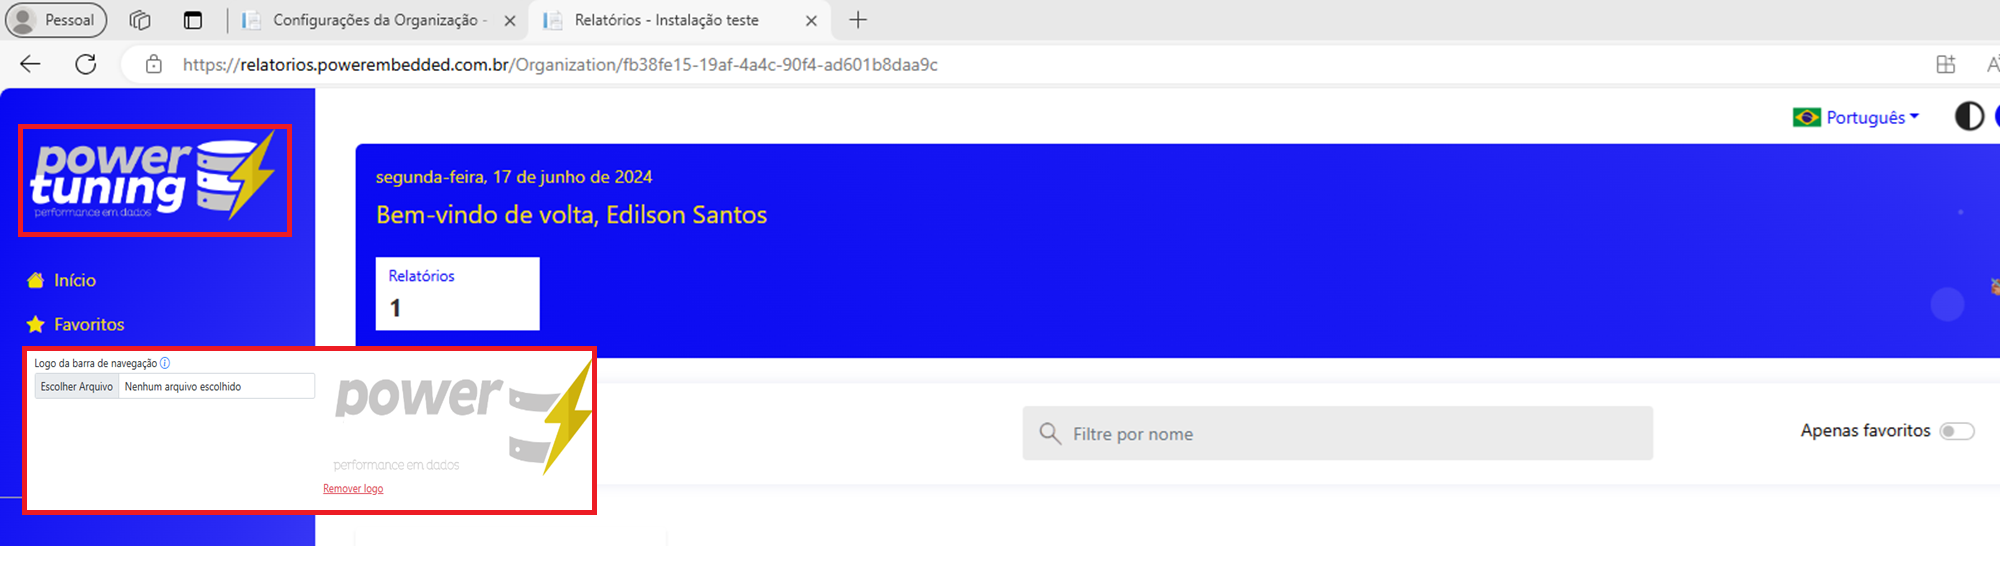 Pessoal
Configurações da Organização -
Relatórios - Instalação teste
https://relatorios.powerembedded.com.br/Organization/fb38fe15-19af-4a4c-90f4-ad601b8daa9c
power
tuning
performance em dados
Português
segunda-feira, 17 de junho de 2024
Bem-vindo de volta, Edilson Santos
Relatórios
1
Início
Favoritos
Logo da barra de navegação
Escolher Arquivo Nenhum arquivo escolhido
power
performance em dados
Remover logo
Filtre por nome
Apenas favoritos